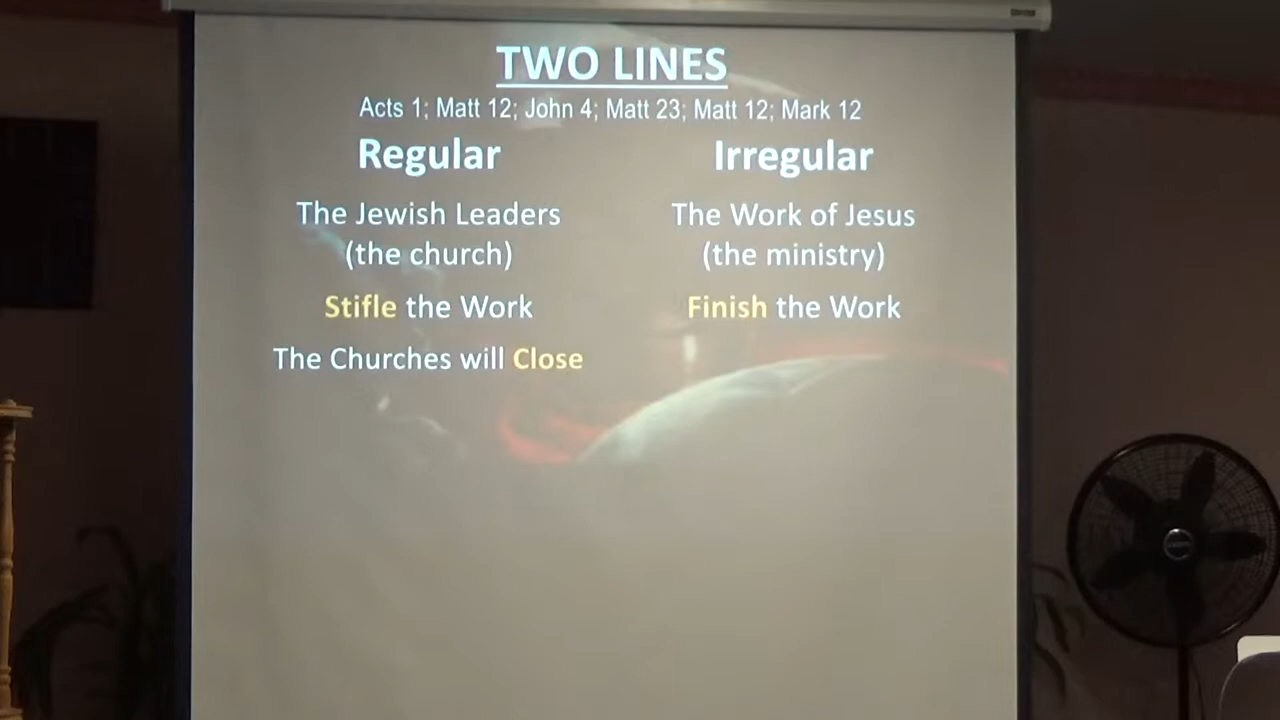 TWO LINES
Acts 1; Matt 12; John 4; Matt 23; Matt 12; Mark 12
Regular
The Jewish Leaders
(the church)
Stifle the Work
The Churches will Close
Irregular
The Work of Jesus
(the ministry)
Finish the Work